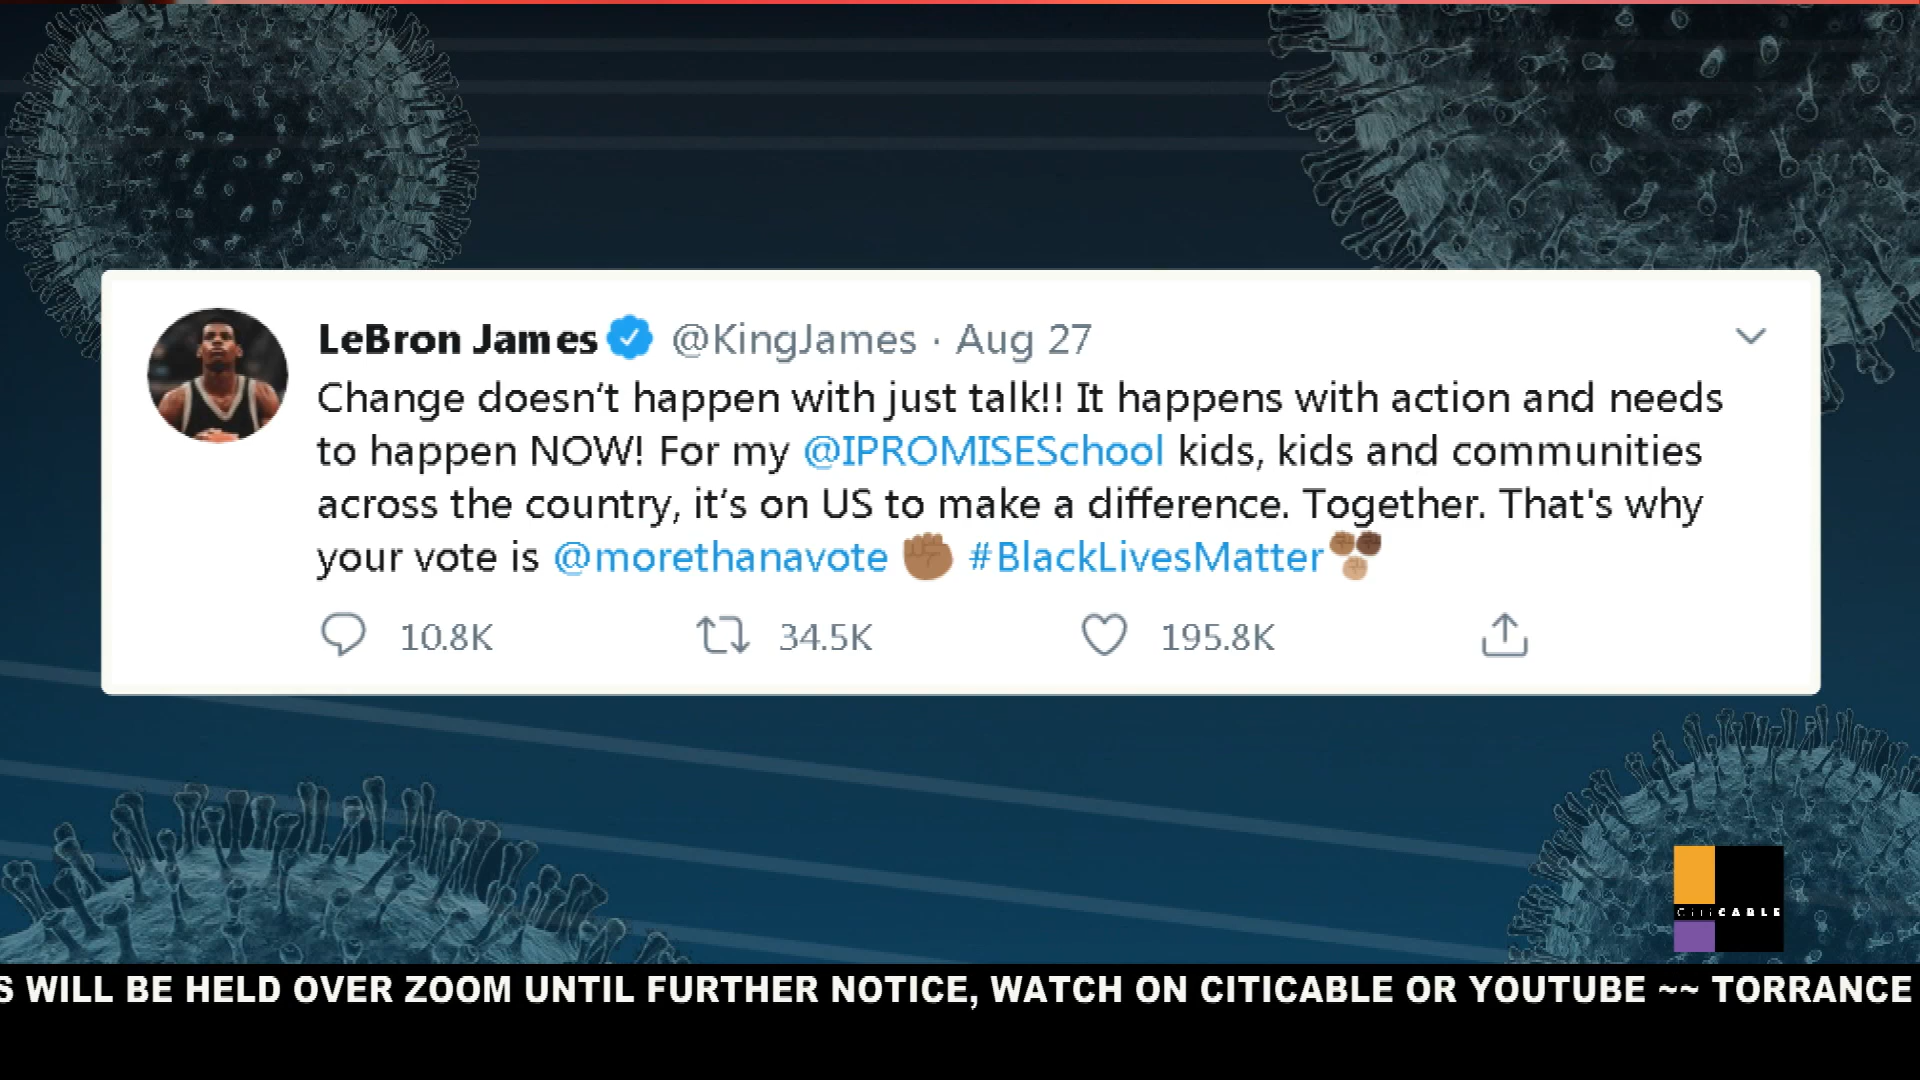 LeBron James @KingJames · Aug 27
Change doesn’t happen with just talk!! It happens with action and needs
to happen NOW! For my @IPROMISESchool kids, kids and communities
across the country, it’s on US to make a difference. Together. That's why
your vote is @morethanavote ✊🏾 #BlackLivesMatter
10.8K 34.5K 195.8K
CITICABLE
S WILL BE HELD OVER ZOOM UNTIL FURTHER NOTICE, WATCH ON CITICABLE OR YOUTUBE ~~ TORRANCE